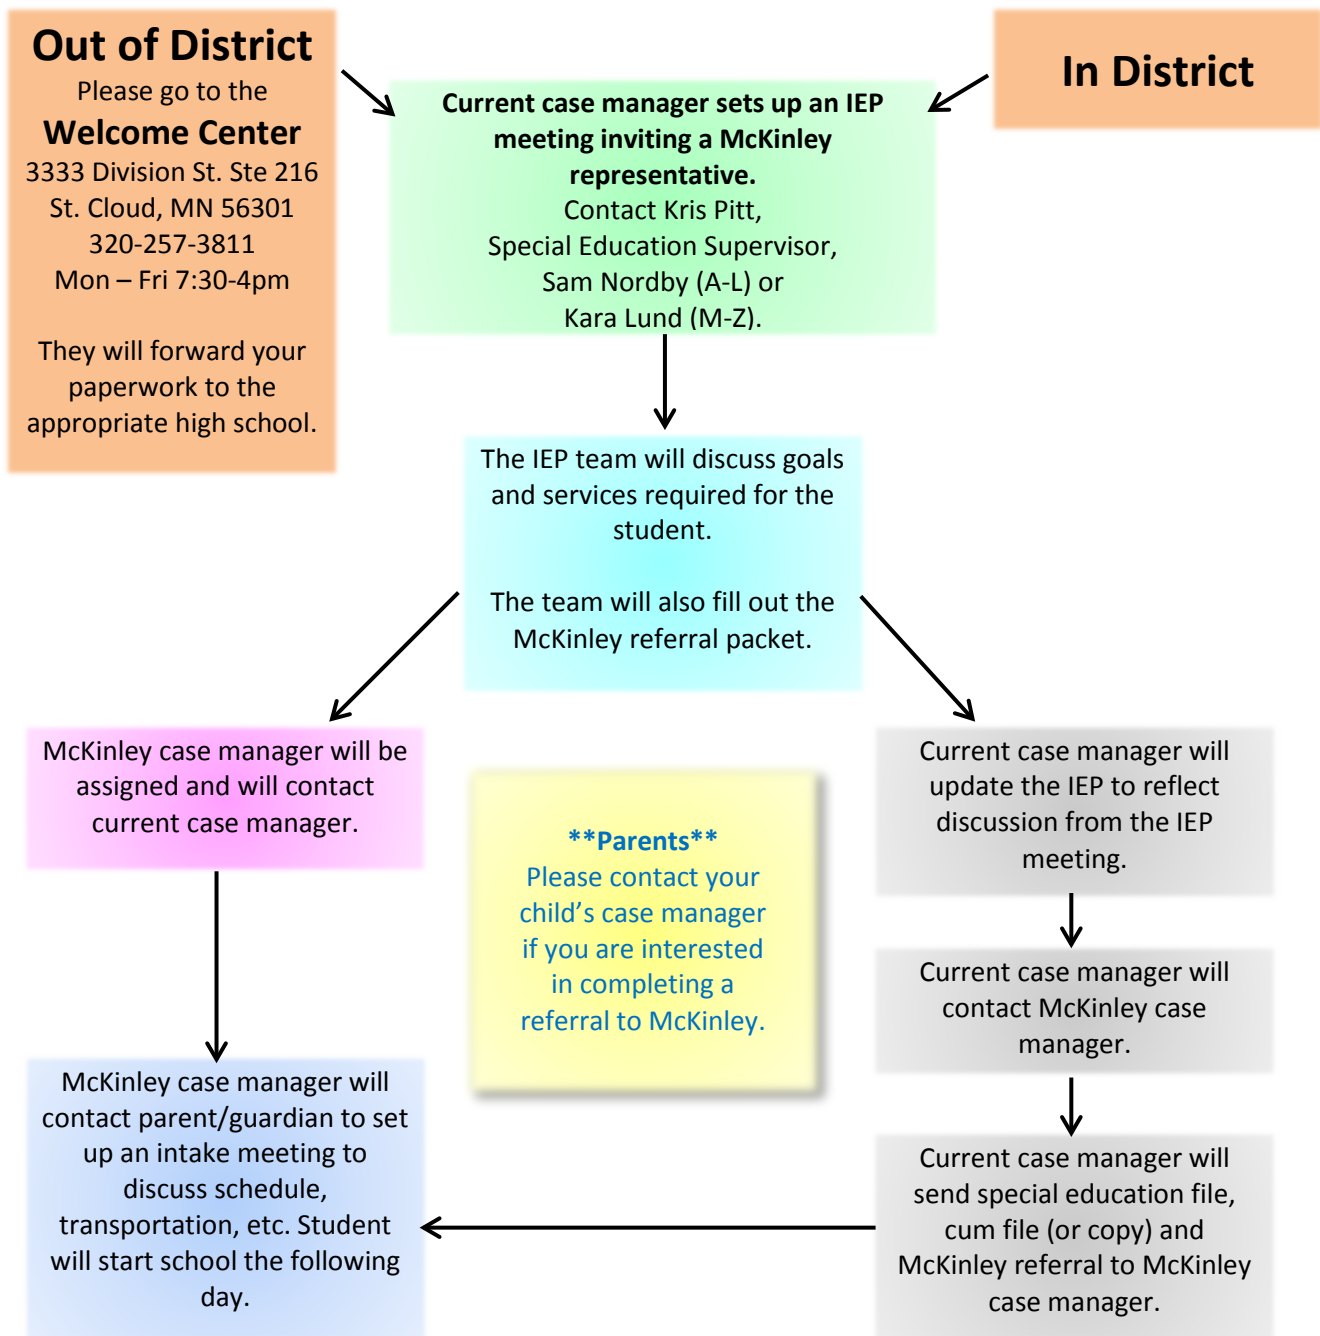 Out of District
Please go to the
Welcome Center
3333 Division St. Ste 216
St. Cloud, MN 56301
320-257-3811
Mon – Fri 7:30-4pm
They will forward your
paperwork to the
appropriate high school.
Current case manager sets up an IEP
meeting inviting a McKinley
representative.
Contact Kris Pitt,
Special Education Supervisor,
Sam Nordby (A-L) or
Kara Lund (M-Z).
In District
The IEP team will discuss goals
and services required for the
student.
The team will also fill out the
McKinley referral packet.
McKinley case manager will be
assigned and will contact
current case manager.
**Parents**
Please contact your
child’s case manager
if you are interested
in completing a
referral to McKinley.
Current case manager will
update the IEP to reflect
discussion from the IEP
meeting.
Current case manager will
contact McKinley case
manager.
McKinley case manager will
contact parent/guardian to set
up an intake meeting to
discuss schedule,
transportation, etc. Student
will start school the following
day.
Current case manager will
send special education file,
cum file (or copy) and
McKinley referral to McKinley
case manager.